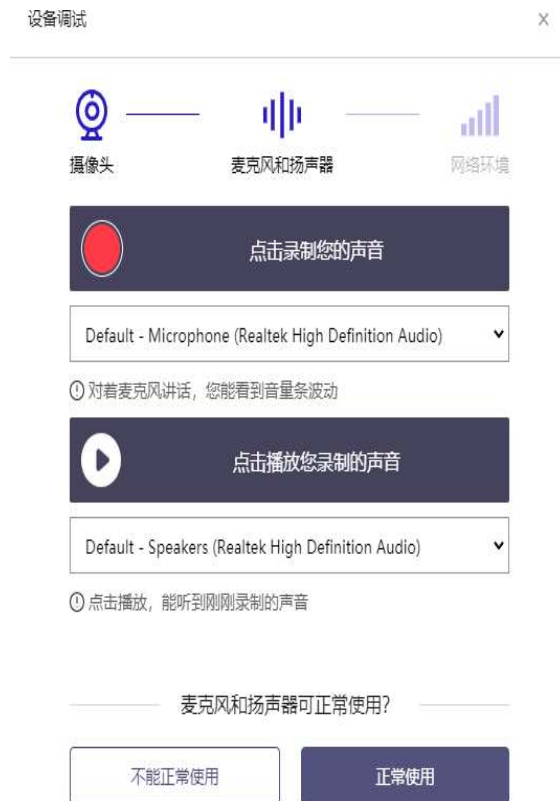 设备调试
摄像头
麦克风和扬声器
网络环境
点击录制您的声音
Default - Microphone (Realtek High Definition Audio)
对着麦克风讲话，您能看到音量条波动
点击播放您录制的声音
Default - Speakers (Realtek High Definition Audio)
点击播放，能听到刚刚录制的声音
麦克风和扬声器可正常使用?
不能正常使用
正常使用